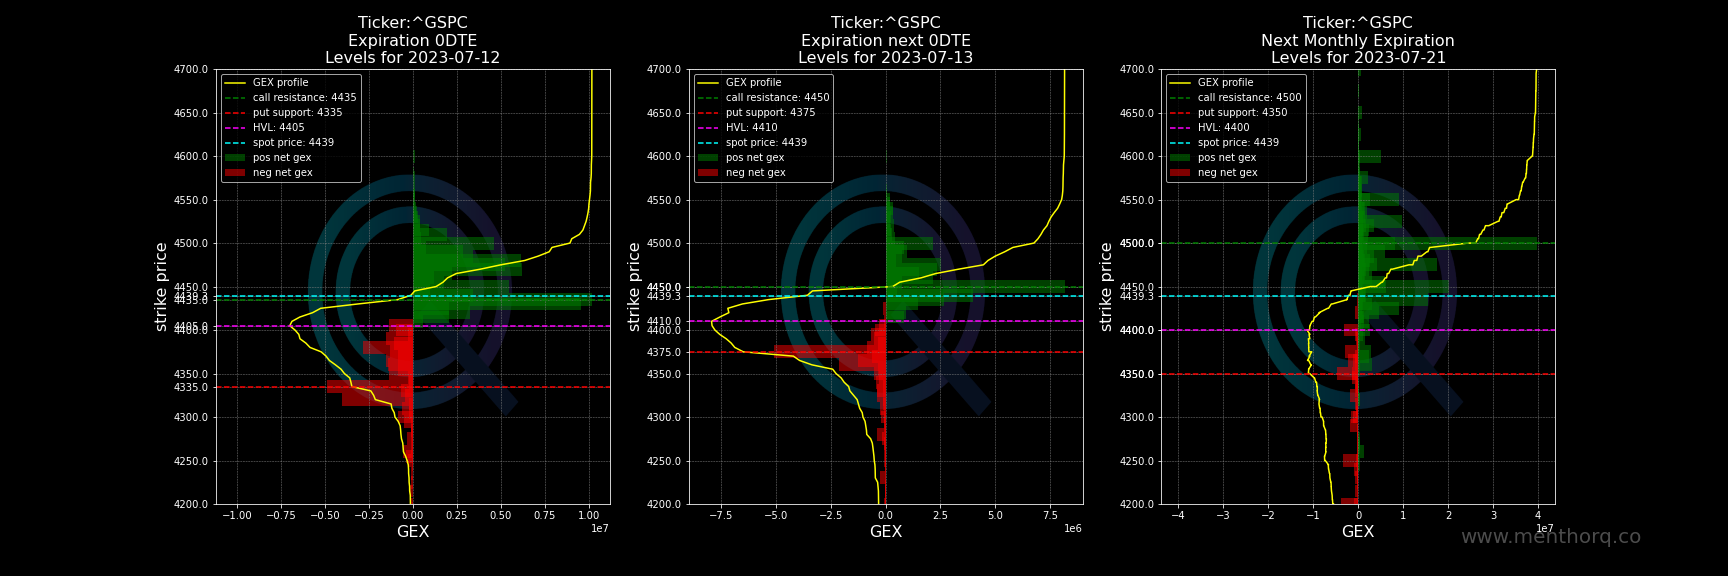 Ticker:^GSPC
Expiration 0DTE
Levels for 2023-07-12
4700.0
4650.0
4600.0
4550.0
4500.0
4450.0
4439.3
4435.0
4405.0
4350.0
4335.0
4300.0
4250.0
4200.0
strike price
GEX profile
call resistance: 4435
put support: 4335
HVL: 4405
spot price: 4439
pos net gex
neg net gex
−1.00 −0.75 −0.50 −0.25 0.00 0.25 0.50 0.75 1.00
1e7
GEX
Ticker:^GSPC
Expiration next 0DTE
Levels for 2023-07-13
4700.0
4650.0
4600.0
4550.0
4500.0
4450.0
4439.3
4410.0
4400.0
4375.0
4350.0
4300.0
4250.0
4200.0
strike price
GEX profile
call resistance: 4450
put support: 4375
HVL: 4410
spot price: 4439
pos net gex
neg net gex
−7.5 −5.0 −2.5 0.0 2.5 5.0 7.5
1e6
GEX
Ticker:^GSPC
Next Monthly Expiration
Levels for 2023-07-21
4700.0
4650.0
4600.0
4550.0
4500.0
4450.0
4439.3
4400.0
4350.0
4300.0
4250.0
4200.0
strike price
GEX profile
call resistance: 4500
put support: 4350
HVL: 4400
spot price: 4439
pos net gex
neg net gex
−4 −3 −2 −1 0 1 2 3 4
1e7
GEX
www.menthorq.co